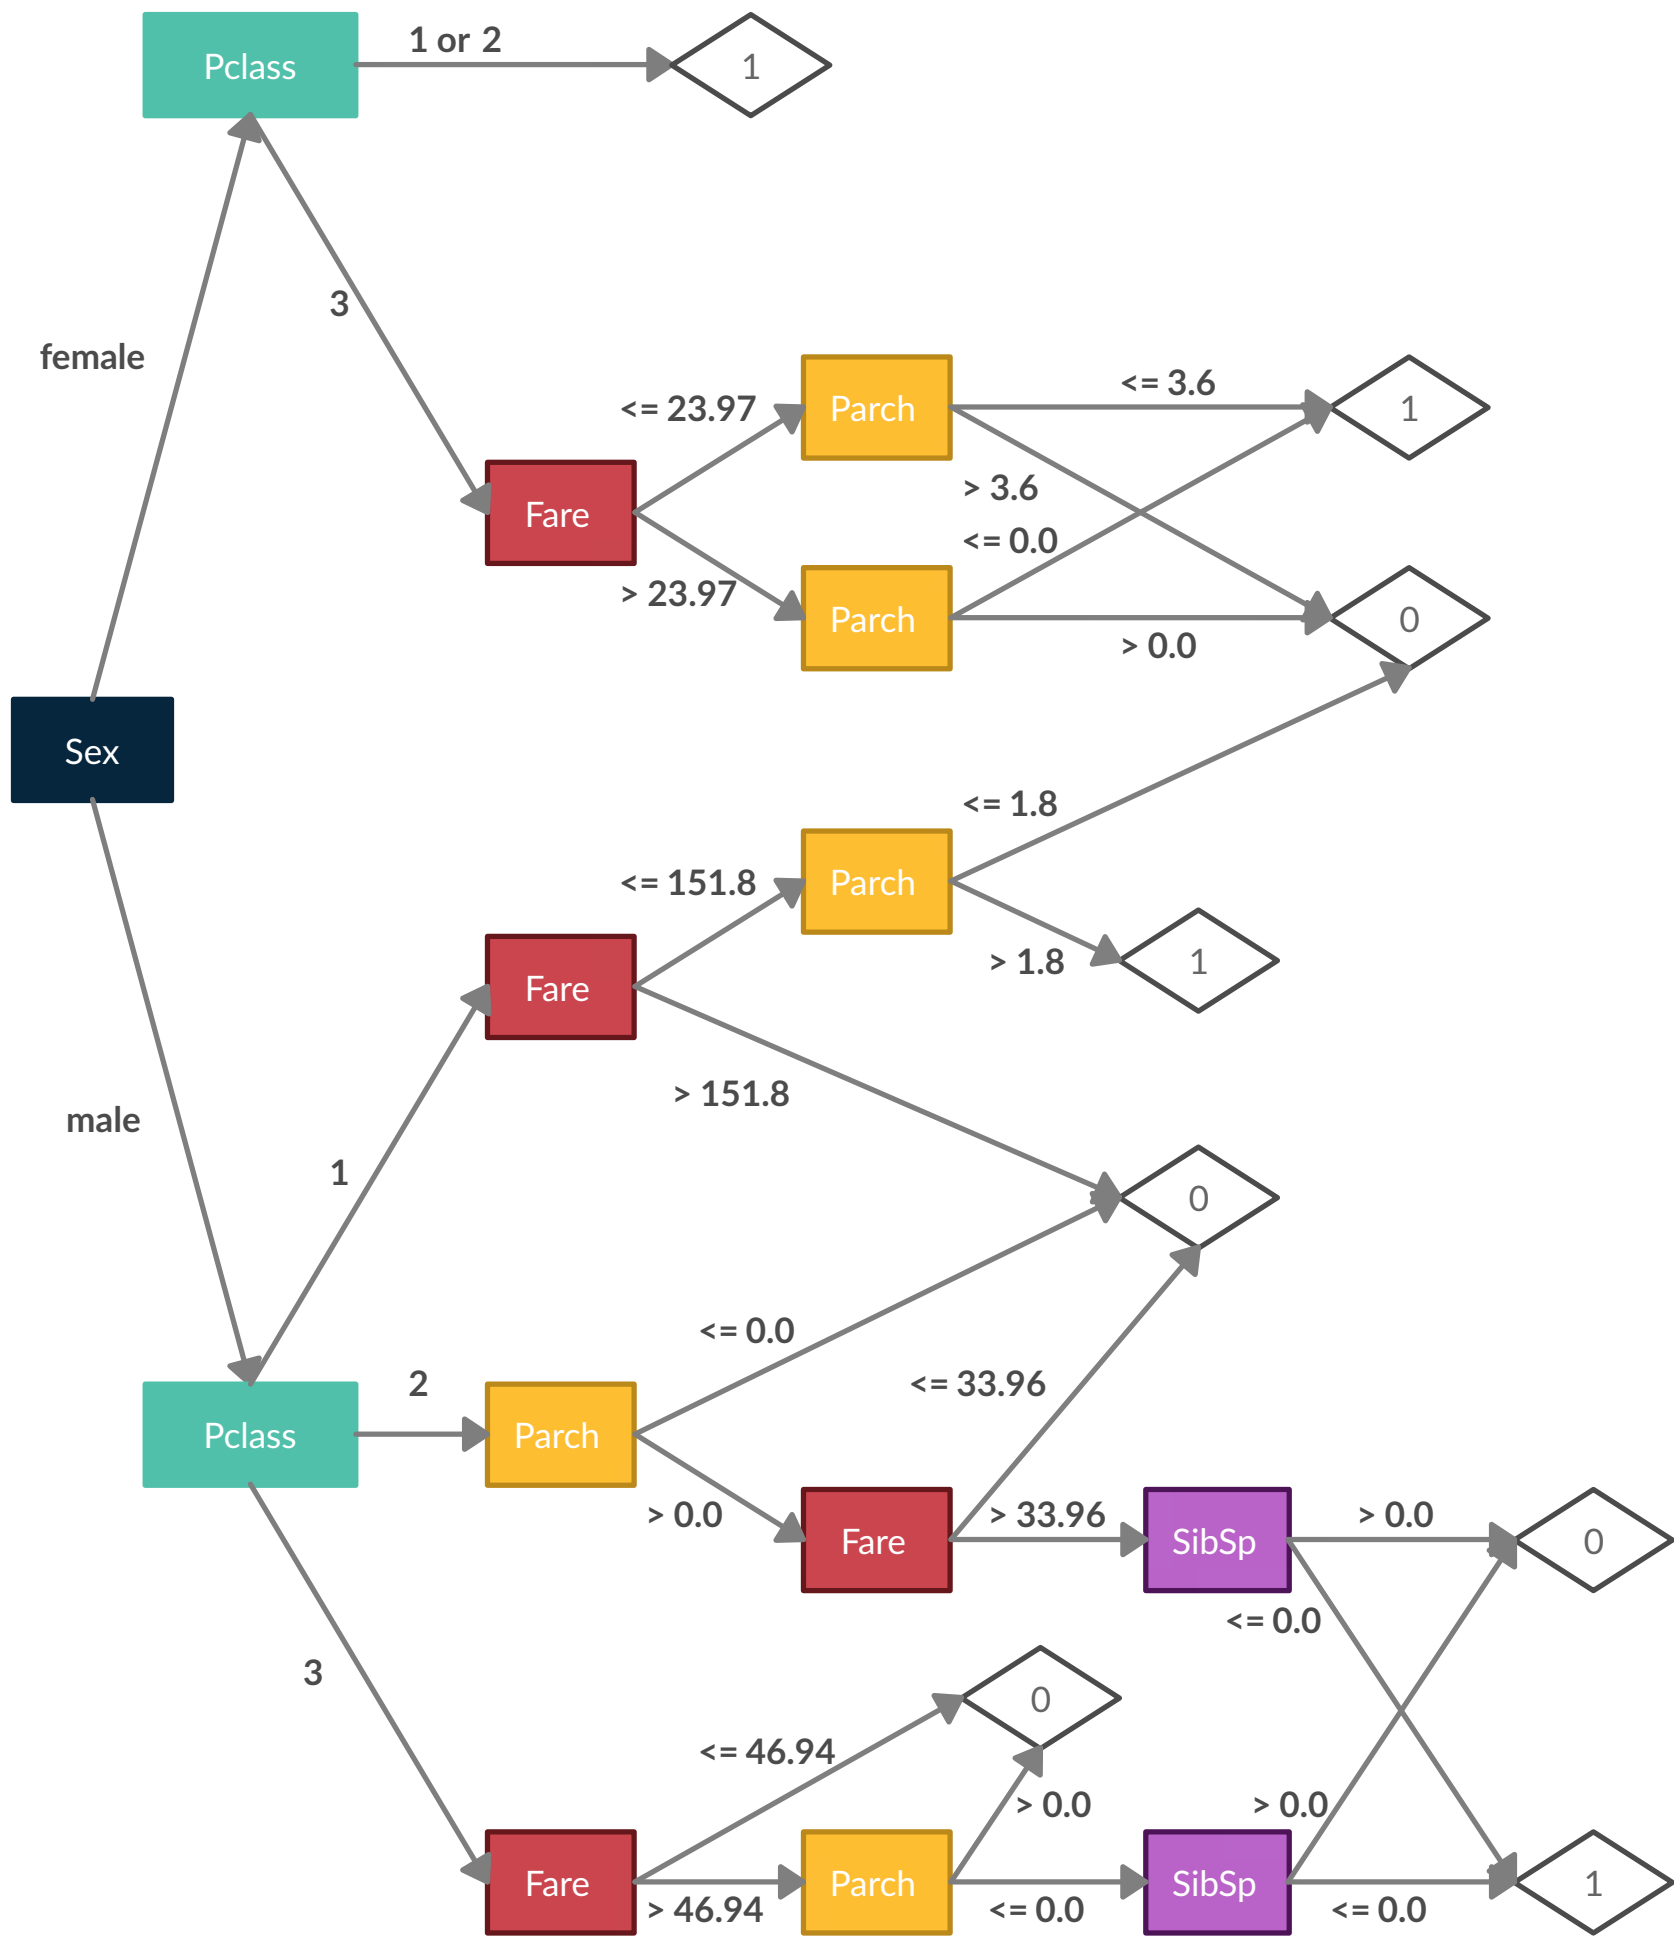 1 or 2
Pclass
1
3
female
<= 3.6
<= 23.97
Parch
1
> 3.6
Fare
<= 0.0
> 23.97
Parch
0
> 0.0
Sex
<= 1.8
<= 151.8
Parch
> 1.8
1
Fare
> 151.8
male
1
0
<= 0.0
<= 33.96
2
Pclass
Parch
> 0.0
> 33.96
> 0.0
Fare
SibSp
0
<= 0.0
3
0
<= 46.94
> 0.0
> 0.0
Fare
Parch
SibSp
1
> 46.94
<= 0.0
<= 0.0